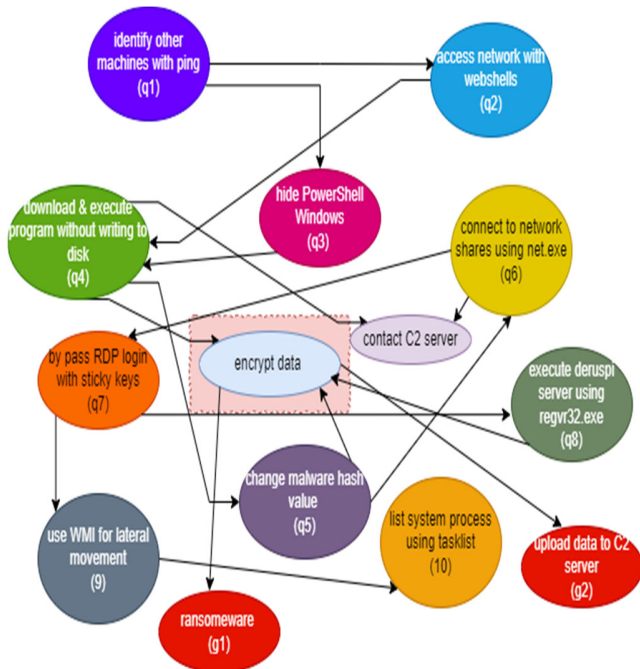 identify other
machines with ping
(q1)
access network with
webshells
(q2)
hide PowerShell
Windows
(q3)
download & execute
program without writing to
disk
(q4)
connect to network
shares using net.exe
(q6)
contact C2 server
encrypt data
by pass RDP login
with sticky keys
(q7)
execute deruspi
server using
regvr32.exe
(q8)
change malware hash
value
(q5)
list system process
using tasklist
(10)
use WMI for lateral
movement
(9)
upload data to C2
server
(g2)
ransomeware
(g1)